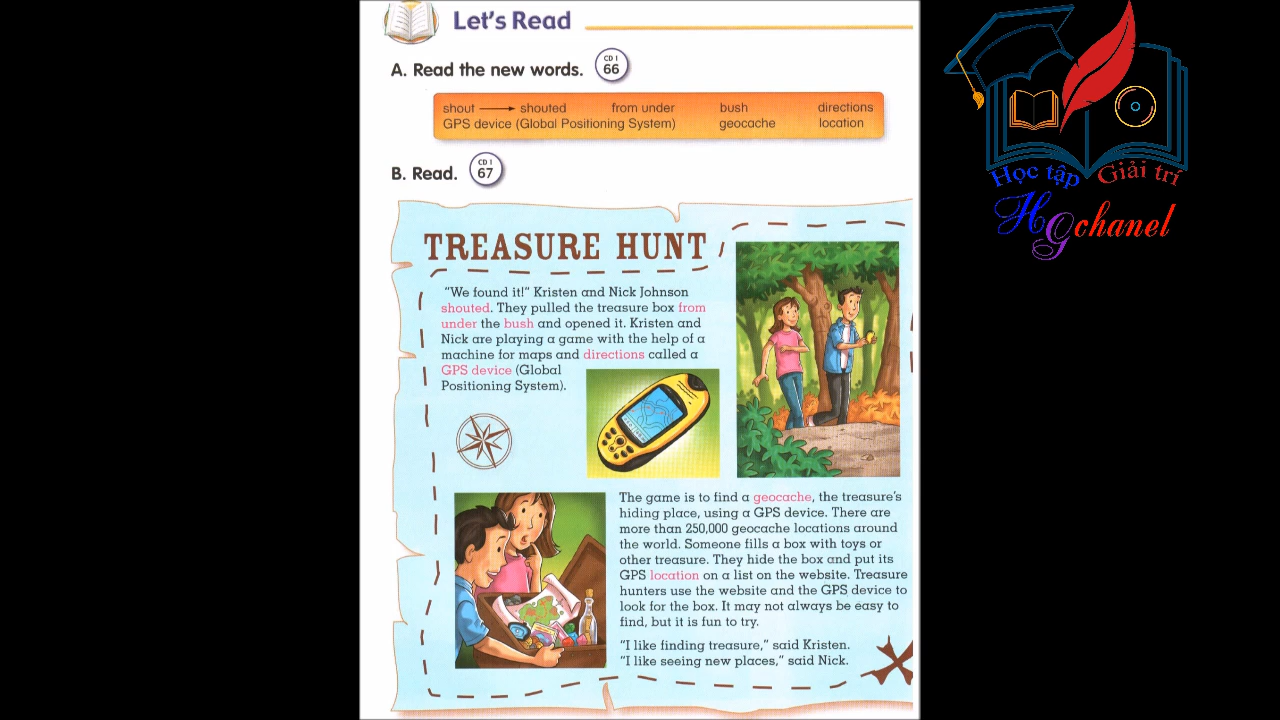 Let's Read
A. Read the new words.
CD 1
66
shout → shouted from under bush directions
GPS device (Global Positioning System) geocache location
B. Read.
CD 1
67
TREASURE HUNT
“We found it!” Kristen and Nick Johnson
shouted. They pulled the treasure box from
under the bush and opened it. Kristen and
Nick are playing a game with the help of a
machine for maps and directions called a
GPS device (Global
Positioning System).
The game is to find a geocache, the treasure's
hiding place, using a GPS device. There are
more than 250,000 geocache locations around
the world. Someone fills a box with toys or
other treasure. They hide the box and put its
GPS location on a list on the website. Treasure
hunters use the website and the GPS device to
look for the box. It may not always be easy to
find, but it is fun to try.
“I like finding treasure,” said Kristen.
“I like seeing new places,” said Nick.
Học tập Giải trí
HGchanel